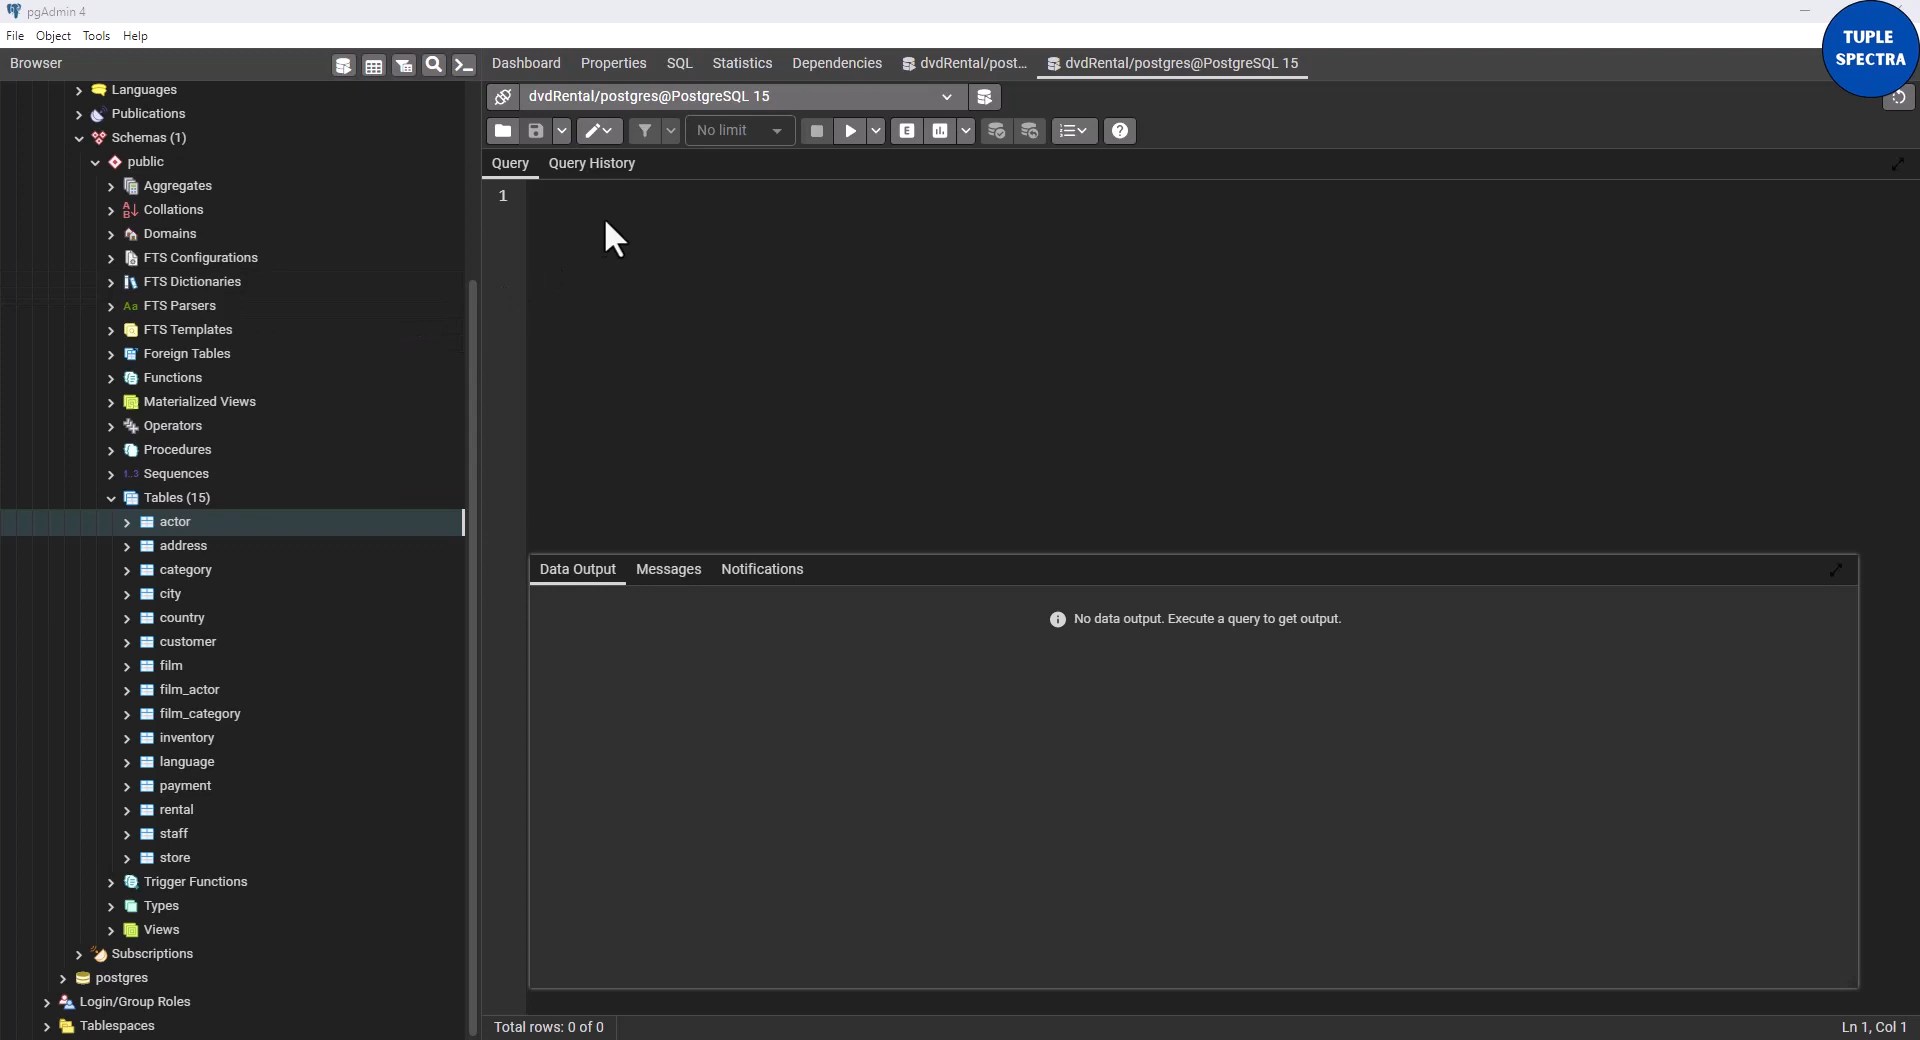 pgAdmin 4
TUPLE
SPECTRA
File Object Tools Help
Browser
Dashboard Properties SQL Statistics Dependencies dvdRental/post... dvdRental/postgres@PostgreSQL 15
dvdRental/postgres@PostgreSQL 15
No limit
E
Query Query History
1
Languages
Publications
Schemas (1)
public
Aggregates
Collations
Domains
FTS Configurations
FTS Dictionaries
Aa FTS Parsers
FTS Templates
Foreign Tables
Functions
Materialized Views
Operators
Procedures
1..3 Sequences
Tables (15)
actor
address
category
city
country
customer
film
film_actor
film_category
inventory
language
payment
rental
staff
store
Trigger Functions
Types
Views
Subscriptions
postgres
Login/Group Roles
Tablespaces
Data Output Messages Notifications
No data output. Execute a query to get output.
Total rows: 0 of 0
Ln 1, Col 1